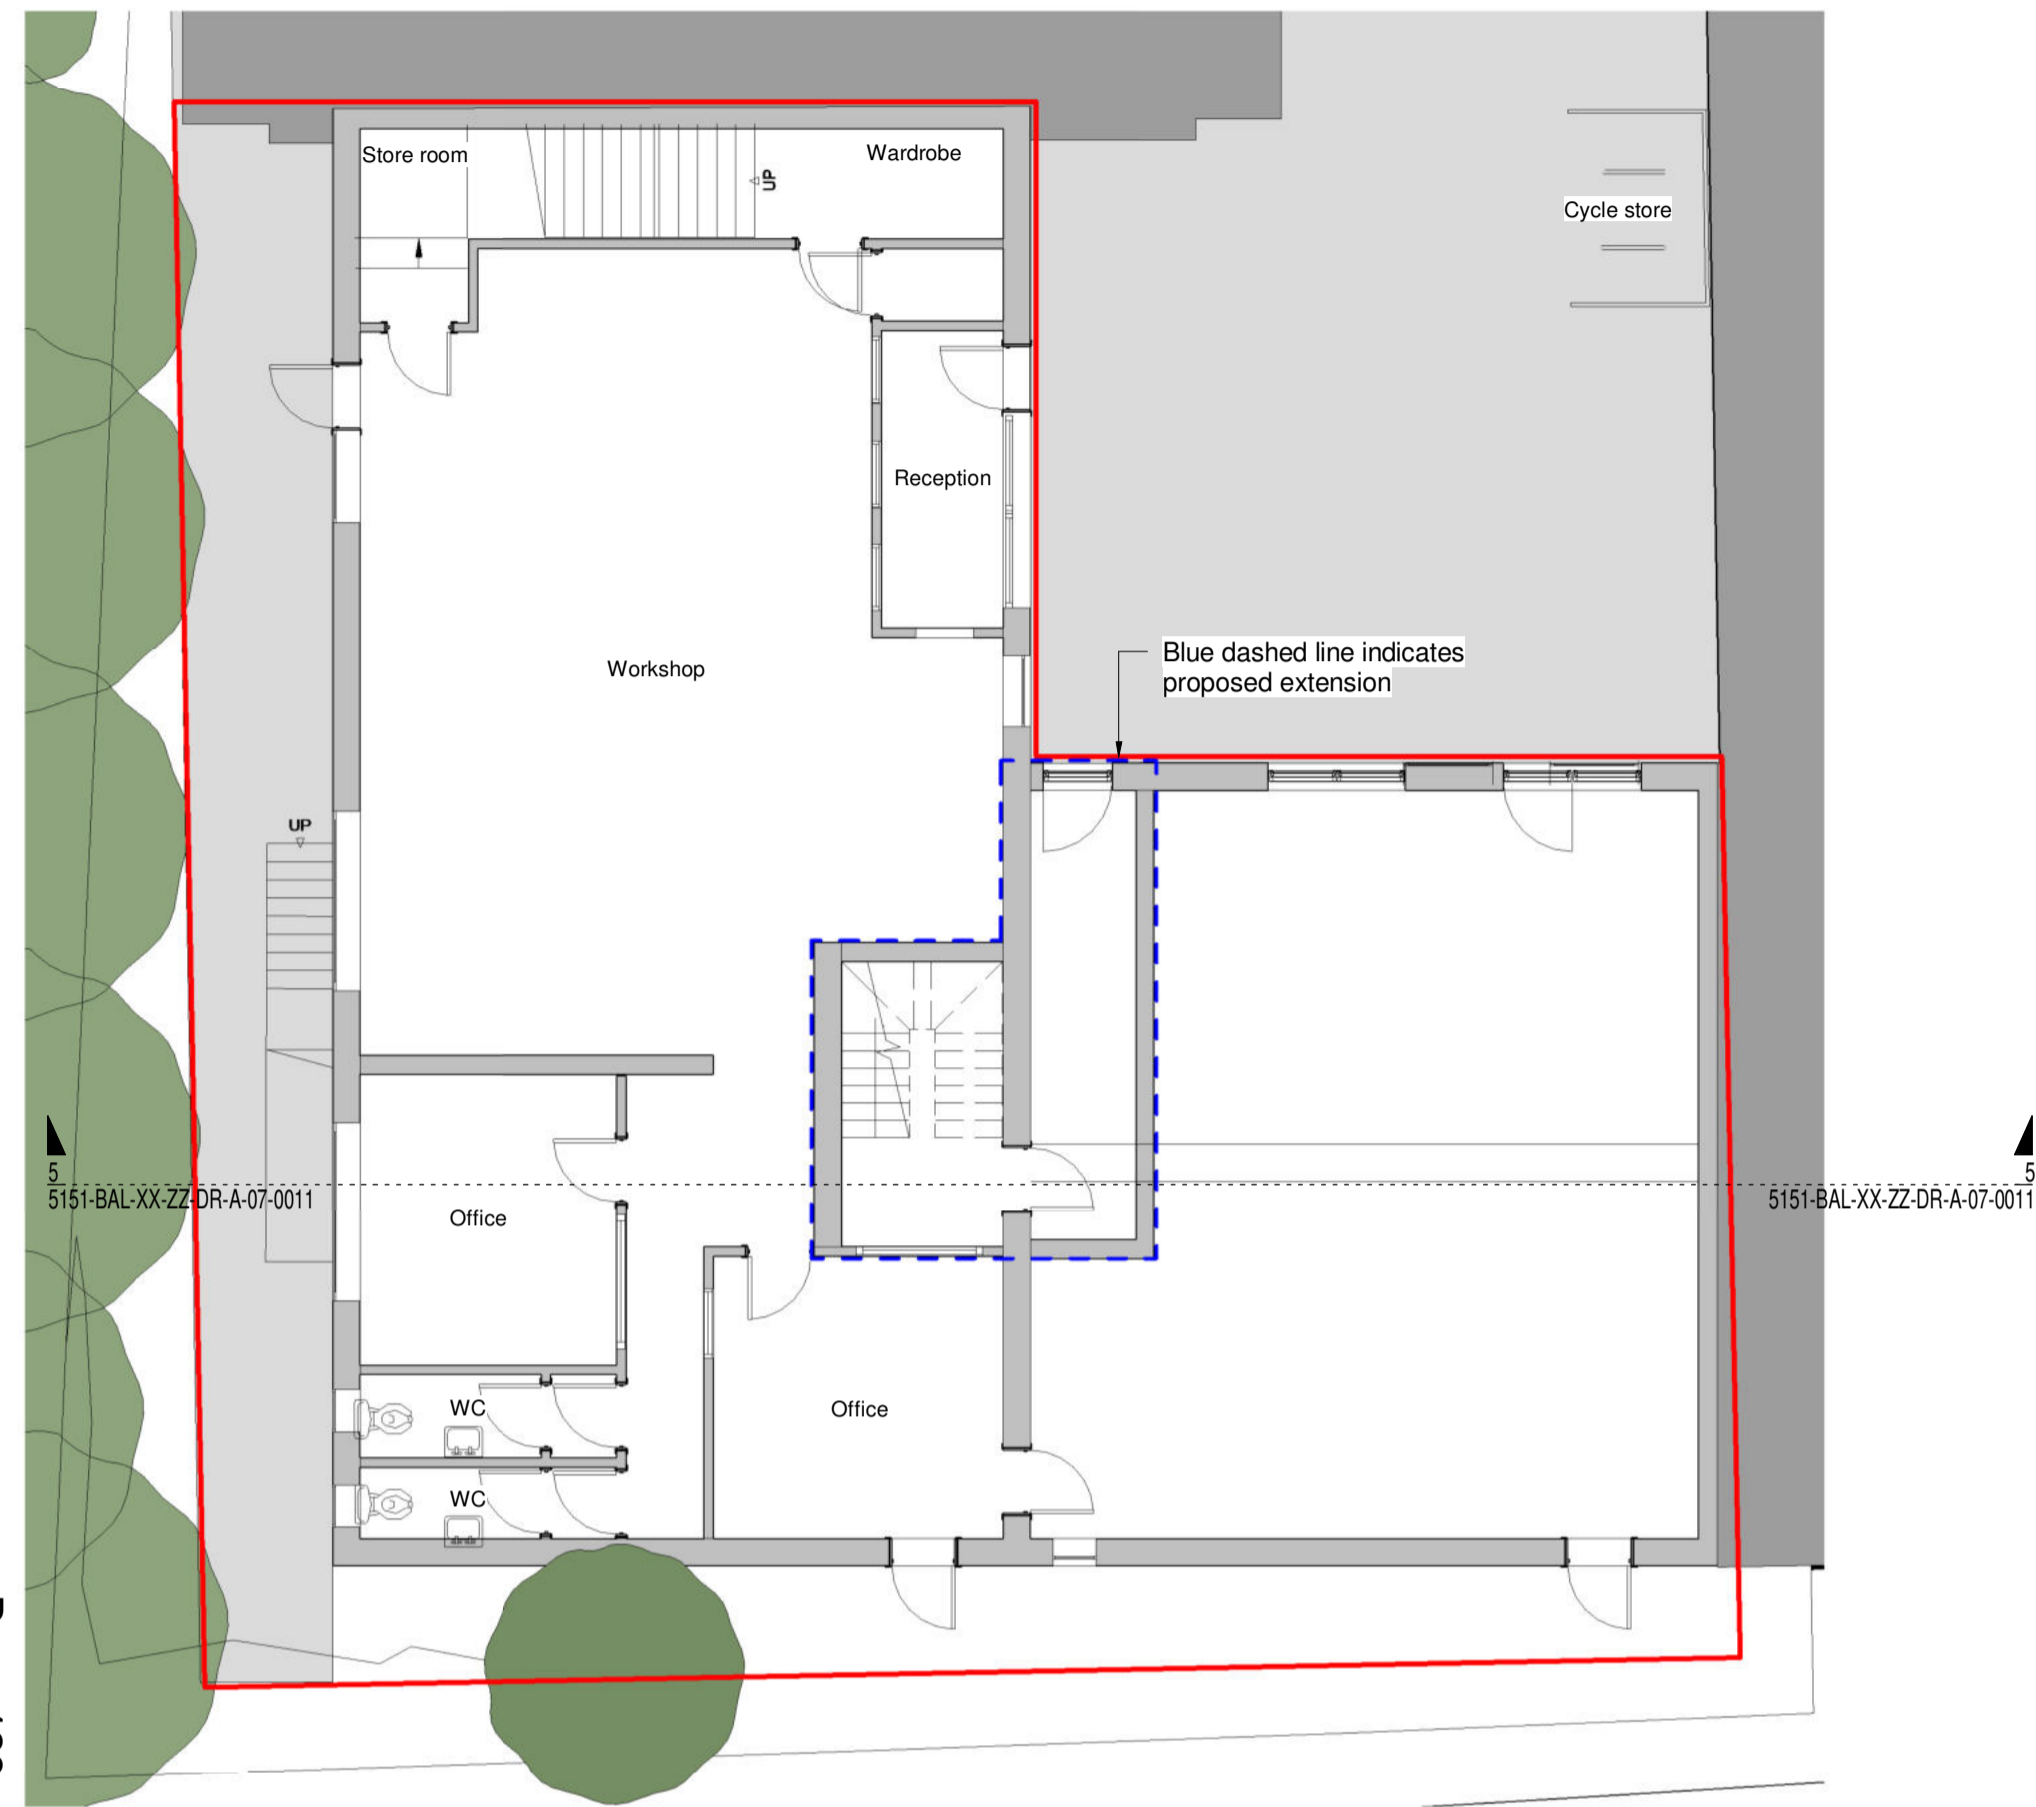 Store room
Wardrobe
UP
Cycle store
Reception
Blue dashed line indicates
proposed extension
Workshop
UP
5
5151-BAL-XX-ZZ-DR-A-07-0011
5
5151-BAL-XX-ZZ-DR-A-07-0011
Office
WC
Office
WC